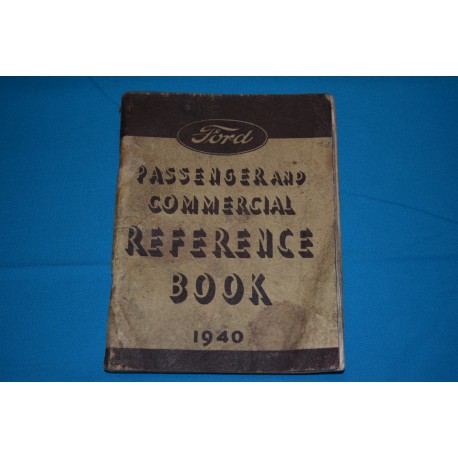 Ford
PASSENGER AND
COMMERCIAL
REFERENCE
BOOK
1940